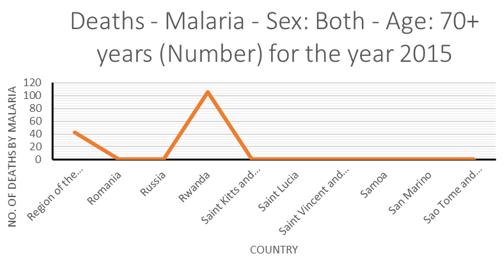 Deaths - Malaria - Sex: Both - Age: 70+
years (Number) for the year 2015
NO. OF DEATHS BY MALARIA
120
100
80
60
40
20
0
Region of the...
Romania
Russia
Rwanda
Saint Kitts and...
Saint Lucia
Saint Vincent and...
Samoa
San Marino
Sao Tome and...
COUNTRY